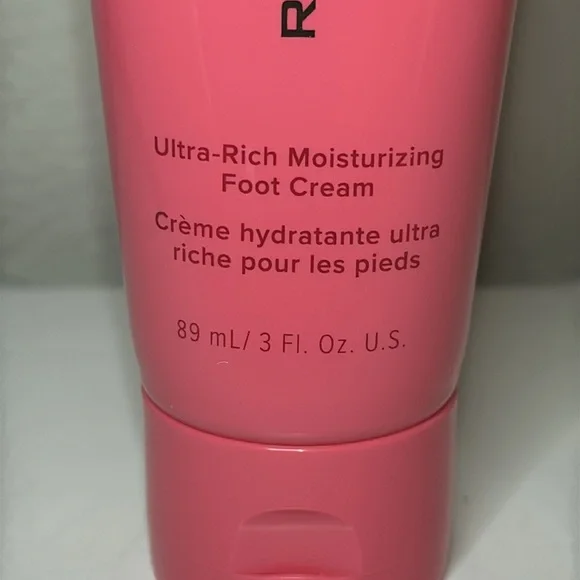 R
Ultra-Rich Moisturizing
Foot Cream
Crème hydratante ultra
riche pour les pieds
89 mL/ 3 Fl. Oz. U.S.